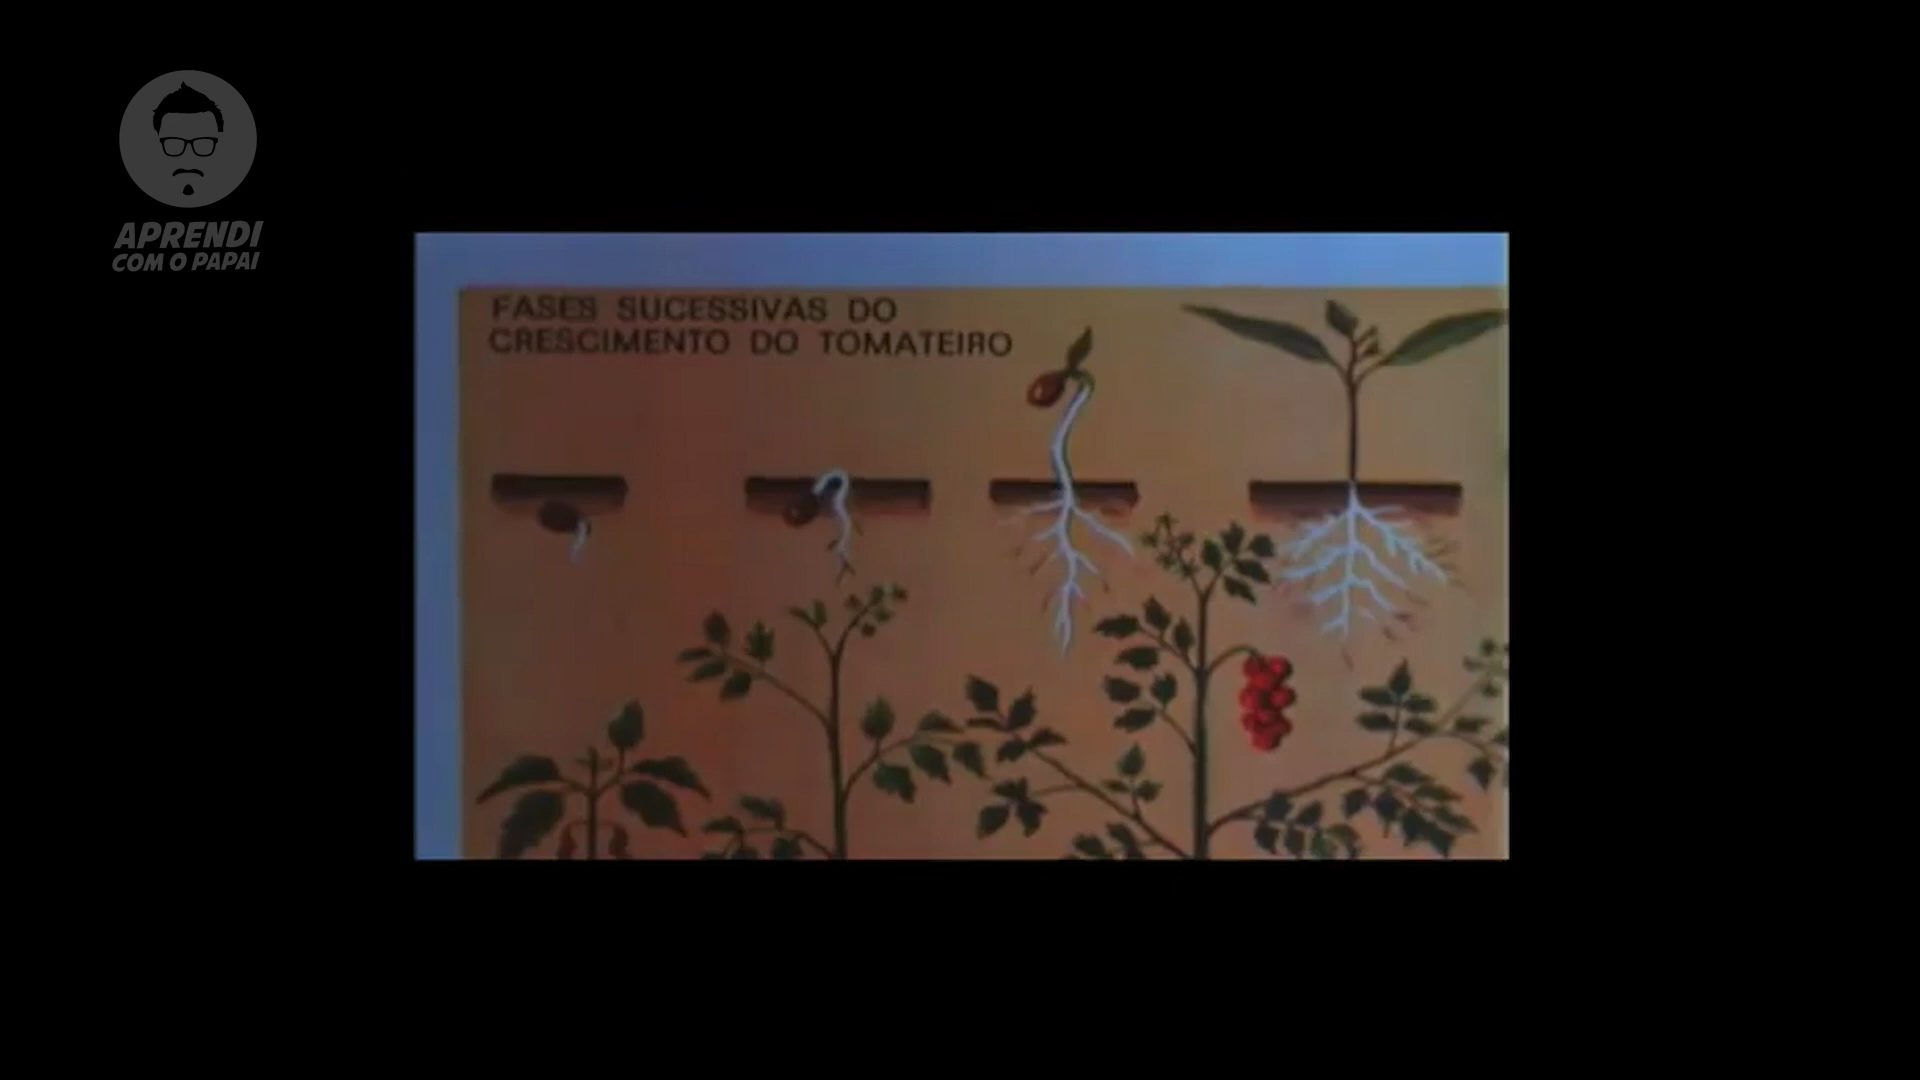 APRENDI
COM O PAPAI
FASES SUCESSIVAS DO
CRESCIMENTO DO TOMATEIRO